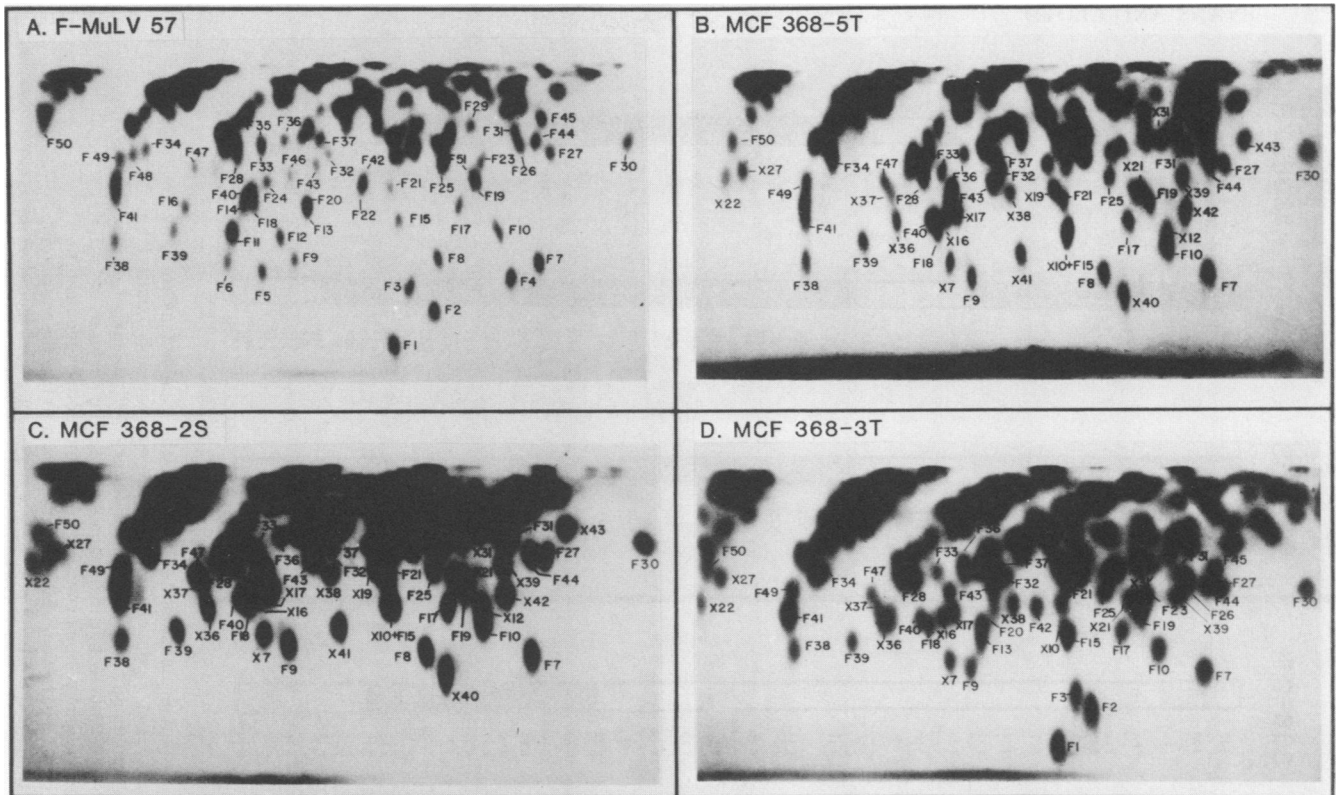 A. F-MuLV 57
F29
F36
F35
F45
F50
F34
F37
F31
F44
F49
F47
F46
F42
F51
F23
F27
F30
F48
F33
F32
F26
F28
F43
F21
F25
F19
F40
F24
F20
F16
F14
F22
F41
F18
F13
F15
F17
F10
F11
F12
F39
F38
F9
F8
F7
F6
F5
F3
F4
F2
F1
B. MCF 368-5T
X31
F50
X43
F33
F37
X21
F31
F34
F47
F27
F30
X27
F36
F32
F44
X22
F49
F28
F43
X19
F21
F25
F19
X39
X37
X38
X42
F41
F40
X17
X16
X12
F39
X36
F17
F18
F10
X41
X10+F15
F38
X7
F9
F8
F7
X40
C. MCF 368-2S
F50
F33
F31
X43
X27
F47
F37
X31
F27
F34
F36
F30
X22
F49
F28
F43
F32
F21
X21
X39
F44
X37
X17
X38
X19
F25
X42
F41
F40
X16
X12
X36
F18
F17
F19
F10
X10+F15
F38
F39
X7
F9
X41
F8
F7
X40
D. MCF 368-3T
F36
F50
F33
F31
F45
F37
F34
X27
F47
F27
F49
F28
F43
F32
F21
F44
F30
X22
X37
F25
F23
F26
F41
F40
X17
X38
F42
X21
F19
X39
X36
X16
F20
F18
X10
F15
F17
F38
F39
F13
F10
X7
F9
F7
F3
F2
F1